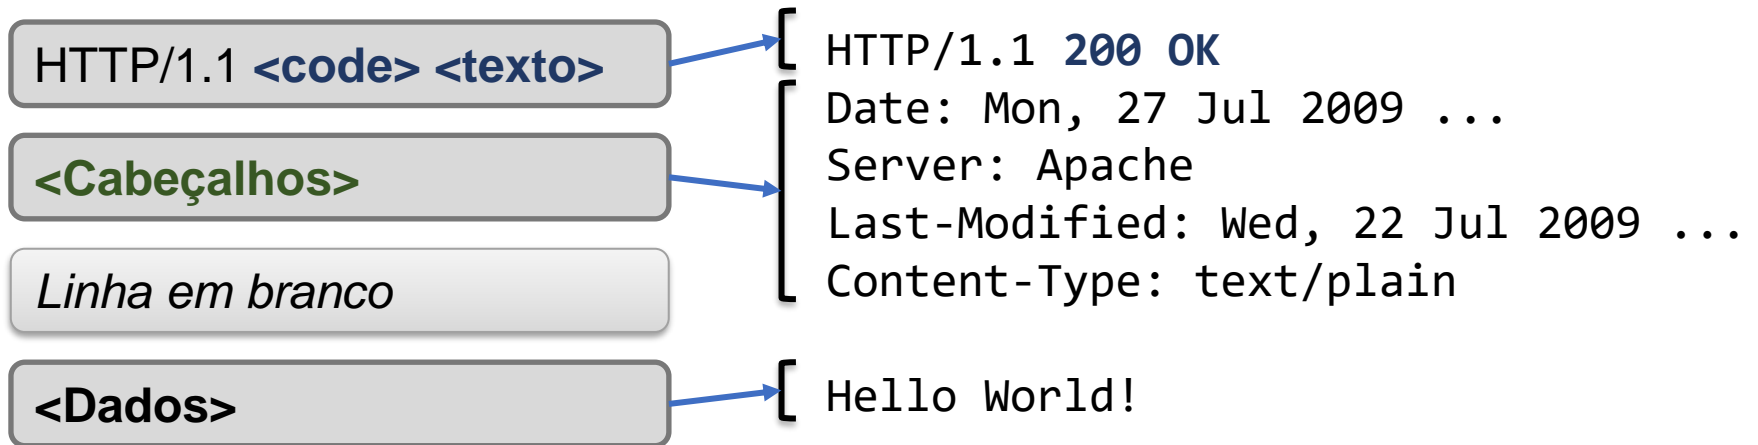 HTTP/1.1 <code> <texto>
<Cabeçalhos>
Linha em branco
<Dados>
HTTP/1.1 200 OK
Date: Mon, 27 Jul 2009 ...
Server: Apache
Last-Modified: Wed, 22 Jul 2009 ...
Content-Type: text/plain
Hello World!